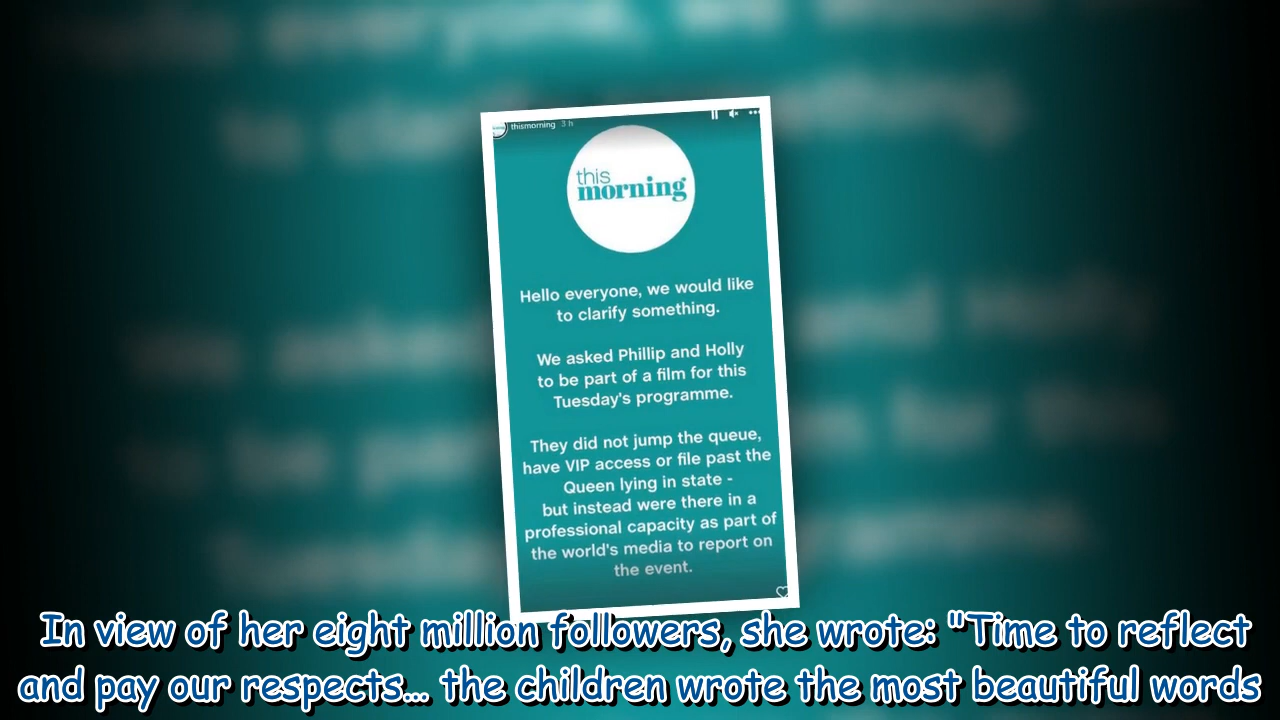 thismorning 3 h
this
morning
Hello everyone, we would like
to clarify something.
We asked Phillip and Holly
to be part of a film for this
Tuesday's programme.
They did not jump the queue,
have VIP access or file past the
Queen lying in state -
but instead were there in a
professional capacity as part of
the world's media to report on
the event.
In view of her eight million followers, she wrote: "Time to reflect
and pay our respects... the children wrote the most beautiful words